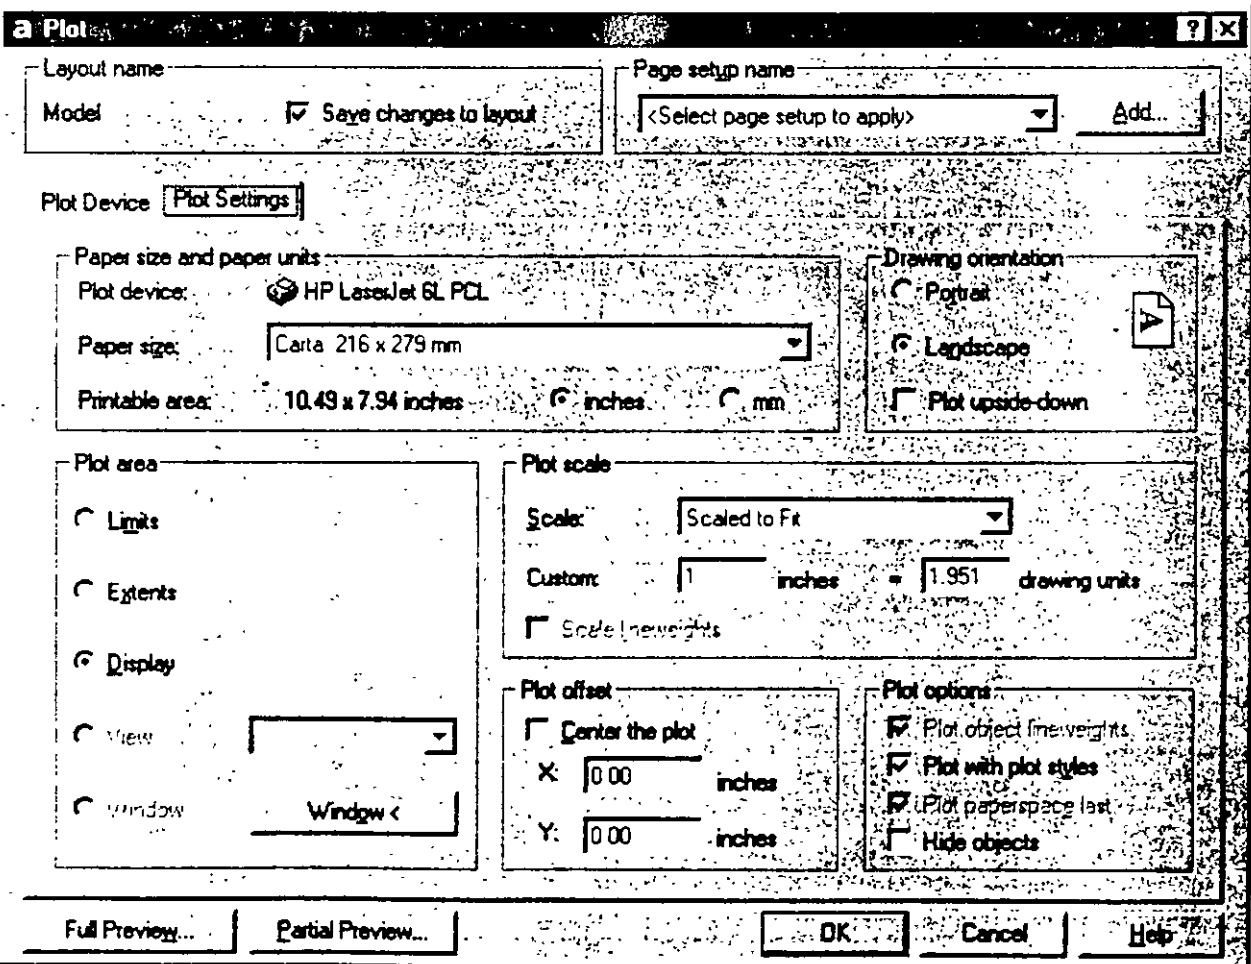 a Plot
? X
Layout name
Page setup name
Model
Save changes to layout
<Select page setup to apply>
Add...
Plot Device
Plot Settings
Paper size and paper units
Drawing orientation
Plot device:
HP LaserJet 6L PCL
Portrait
A
Paper size:
Carta 216 x 279 mm
Landscape
Printable area:
10.49 x 7.94 inches
inches
mm
Plot upside-down
Plot area
Plot scale
Limits
Scale:
Scaled to Fit
Extents
Custom:
1
inches
=
1.951
drawing units
Scale lineweights
Display
Plot offset
Plot options
View
Center the plot
Plot object lineweights
X:
0.00
inches
Plot with plot styles
Window
Window <
Plot paperspace last
Y:
0.00
inches
Hide objects
Full Preview...
Partial Preview...
OK
Cancel
Help